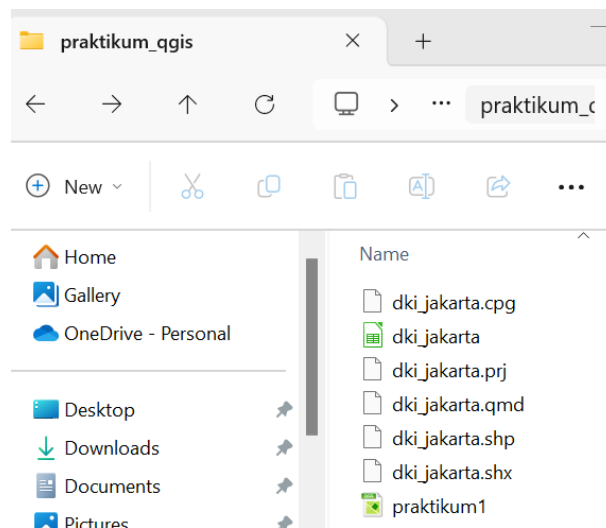 praktikum_qgis
praktikum_q
New
Home
Gallery
OneDrive - Personal
Desktop
Downloads
Documents
Pictures
Name
dki_jakarta.cpg
dki_jakarta
dki_jakarta.prj
dki_jakarta.qmd
dki_jakarta.shp
dki_jakarta.shx
praktikum1